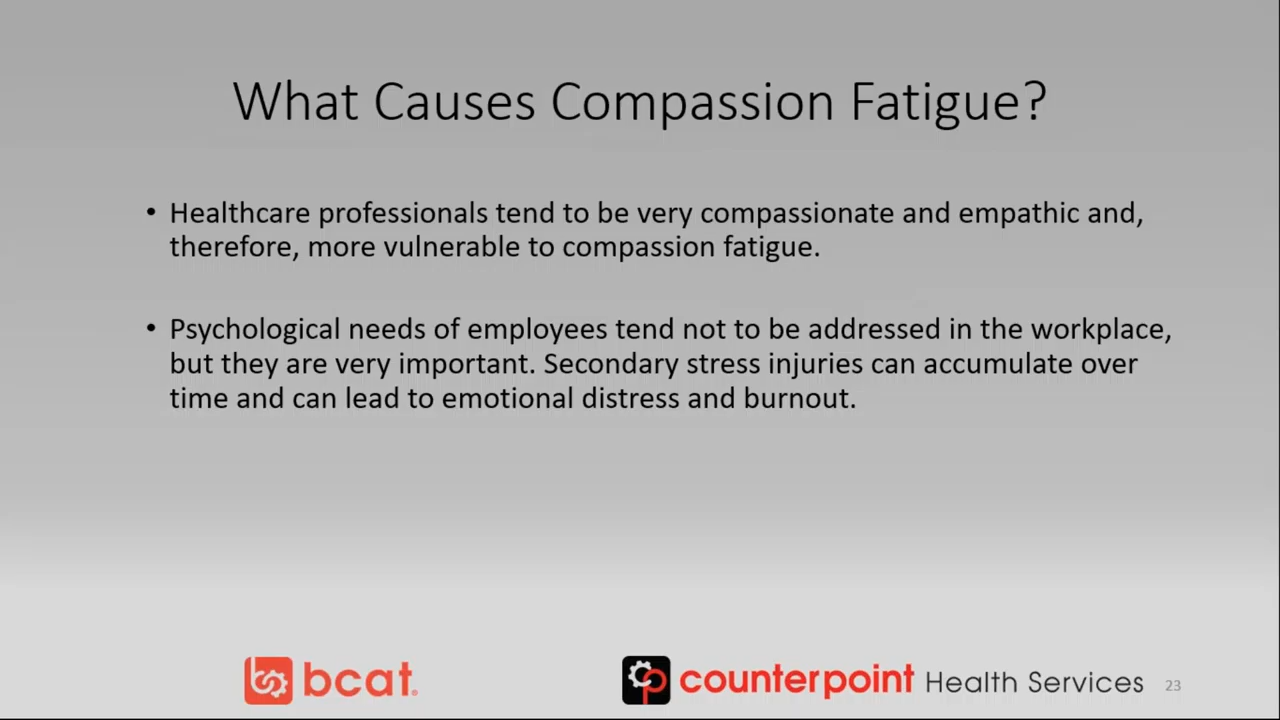 What Causes Compassion Fatigue?
• Healthcare professionals tend to be very compassionate and empathic and,
therefore, more vulnerable to compassion fatigue.
• Psychological needs of employees tend not to be addressed in the workplace,
but they are very important. Secondary stress injuries can accumulate over
time and can lead to emotional distress and burnout.
bcat®
counterpoint Health Services
23